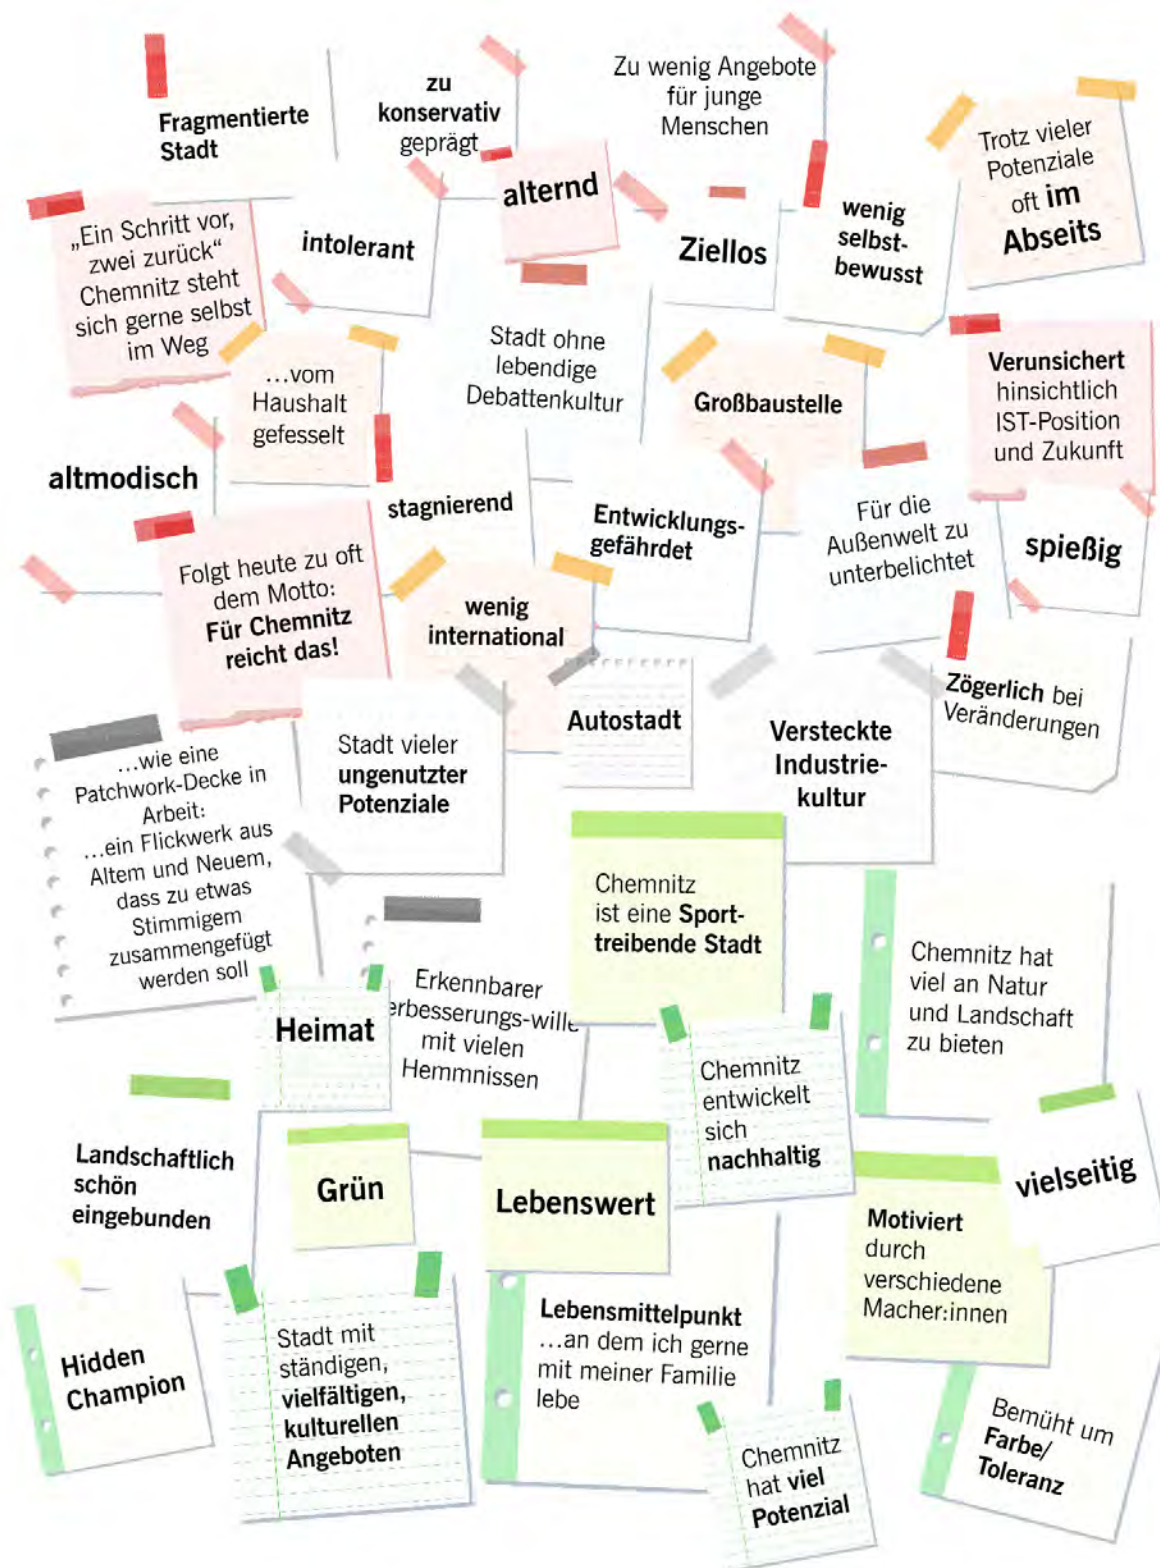 Fragmentierte
Stadt
zu
konservativ
geprägt
Zu wenig Angebote
für junge
Menschen
Trotz vieler
Potenziale
oft im
Abseits
„Ein Schritt vor,
zwei zurück“
Chemnitz steht
sich gerne selbst
im Weg
intolerant
alternd
Ziellos
wenig
selbst-
bewusst
…vom
Haushalt
gefesselt
Stadt ohne
lebendige
Debattenkultur
Großbaustelle
Verunsichert
hinsichtlich
IST-Position
und Zukunft
altmodisch
stagnierend
Entwicklungs-
gefährdet
Für die
Außenwelt zu
unterbelichtet
spießig
Folgt heute zu oft
dem Motto:
Für Chemnitz
reicht das!
wenig
international
Autostadt
Versteckte
Industrie-
kultur
Zögerlich bei
Veränderungen
…wie eine
Patchwork-Decke in
Arbeit:
…ein Flickwerk aus
Altem und Neuem,
dass zu etwas
Stimmigem
zusammengefügt
werden soll
Stadt vieler
ungenutzter
Potenziale
Chemnitz
ist eine Sport-
treibende Stadt
Chemnitz hat
viel an Natur
und Landschaft
zu bieten
Heimat
Erkennbarer
erbesserungs-wille
mit vielen
Hemmnissen
Chemnitz
entwickelt
sich
nachhaltig
Landschaftlich
schön
eingebunden
Grün
Lebenswert
vielseitig
Motiviert
durch
verschiedene
Macher:innen
Hidden
Champion
Stadt mit
ständigen,
vielfältigen,
kulturellen
Angeboten
Lebensmittelpunkt
…an dem ich gerne
mit meiner Familie
lebe
Chemnitz
hat viel
Potenzial
Bemüht um
Farbe/
Toleranz